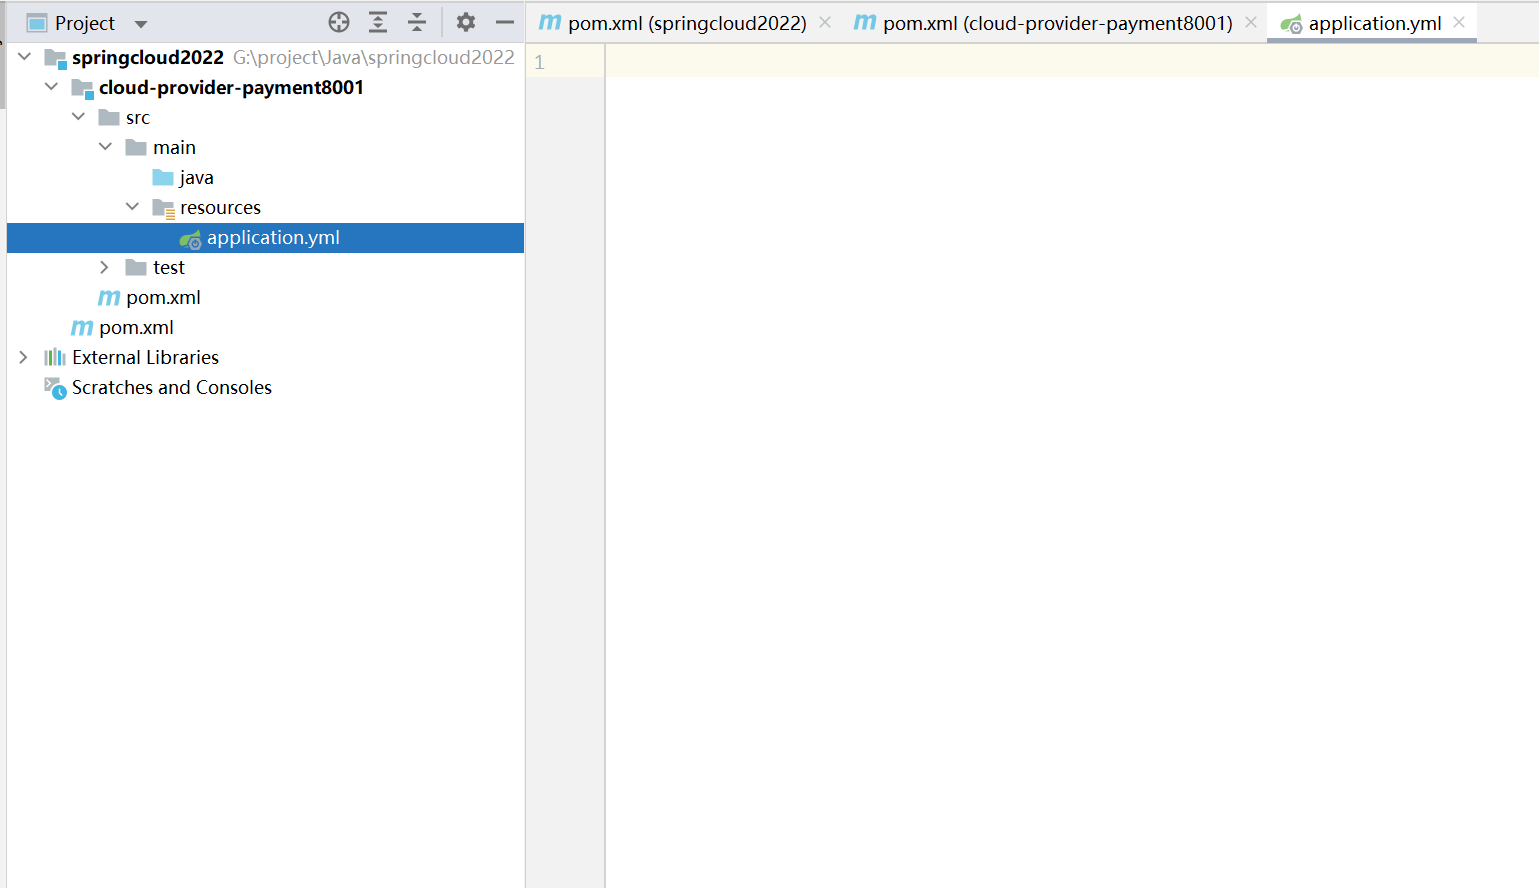 Project
pom.xml (springcloud2022)
pom.xml (cloud-provider-payment8001)
application.yml
springcloud2022 G:\project\Java\springcloud2022
cloud-provider-payment8001
src
main
java
resources
application.yml
test
pom.xml
pom.xml
External Libraries
Scratches and Consoles
1